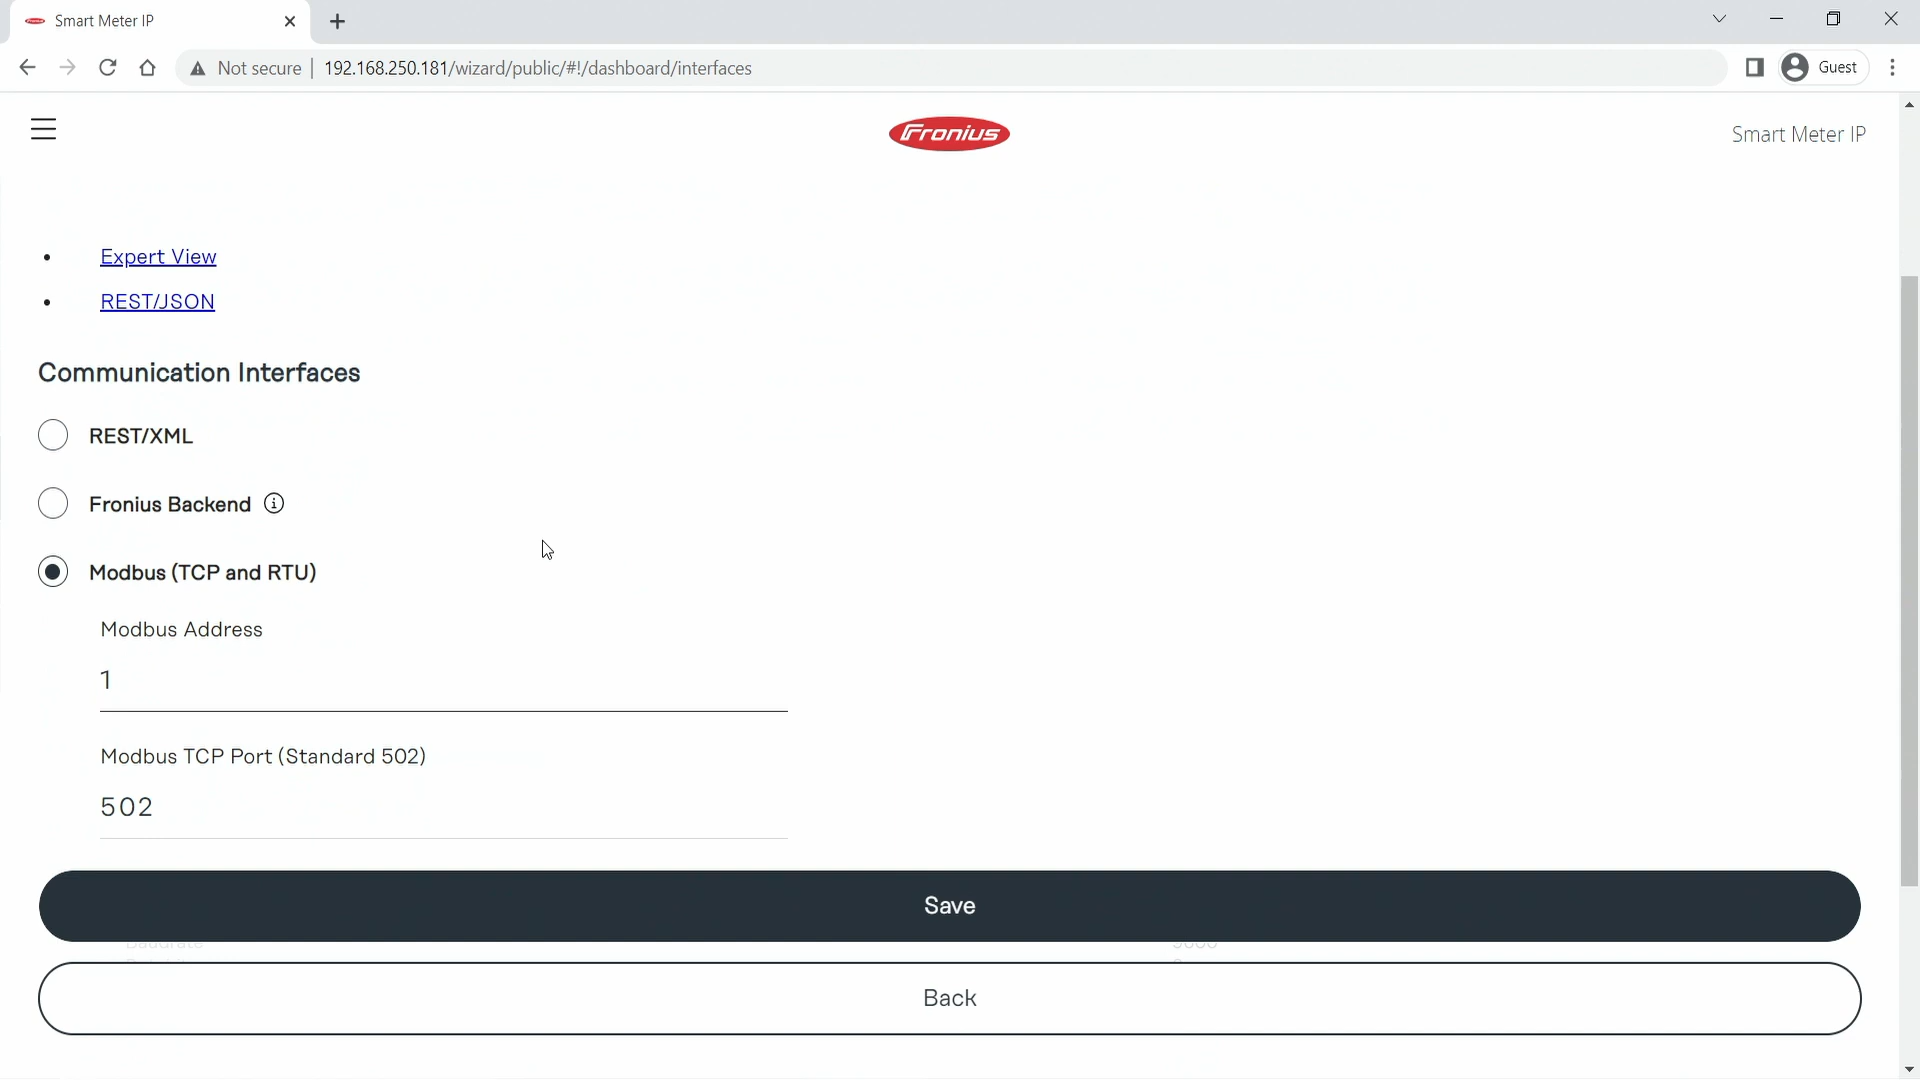 Smart Meter IP
Not secure
192.168.250.181/wizard/public/#!/dashboard/interfaces
Guest
Fronius
Smart Meter IP
Expert View
REST/JSON
Communication Interfaces
REST/XML
Fronius Backend
Modbus (TCP and RTU)
Modbus Address
1
Modbus TCP Port (Standard 502)
502
Save
Back